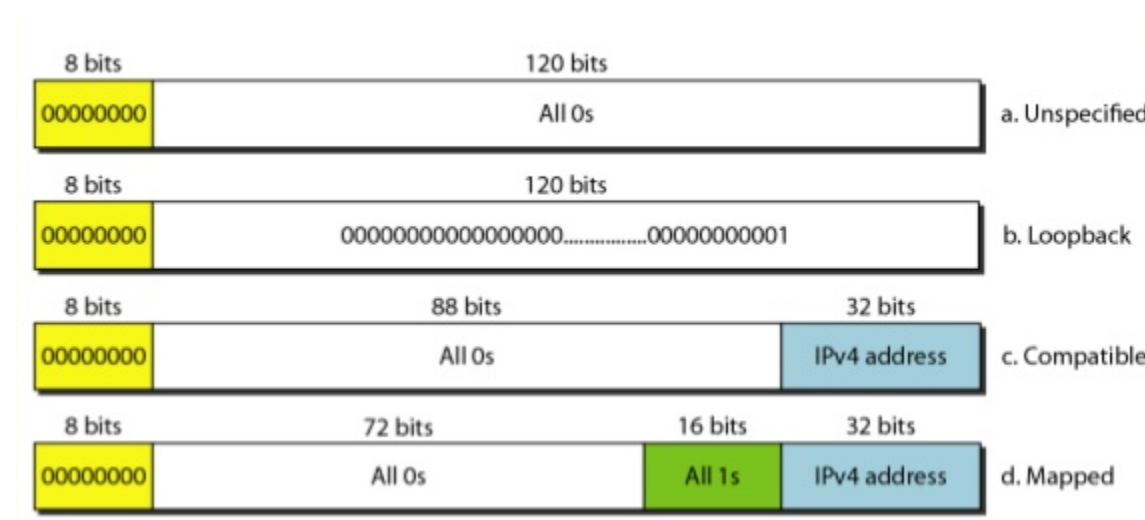 8 bits 120 bits
00000000 All 0s a. Unspecified
8 bits 120 bits
00000000 000000000000000000................00000000001 b. Loopback
8 bits 88 bits 32 bits
00000000 All 0s IPv4 address c. Compatible
8 bits 72 bits 16 bits 32 bits
00000000 All 0s All 1s IPv4 address d. Mapped